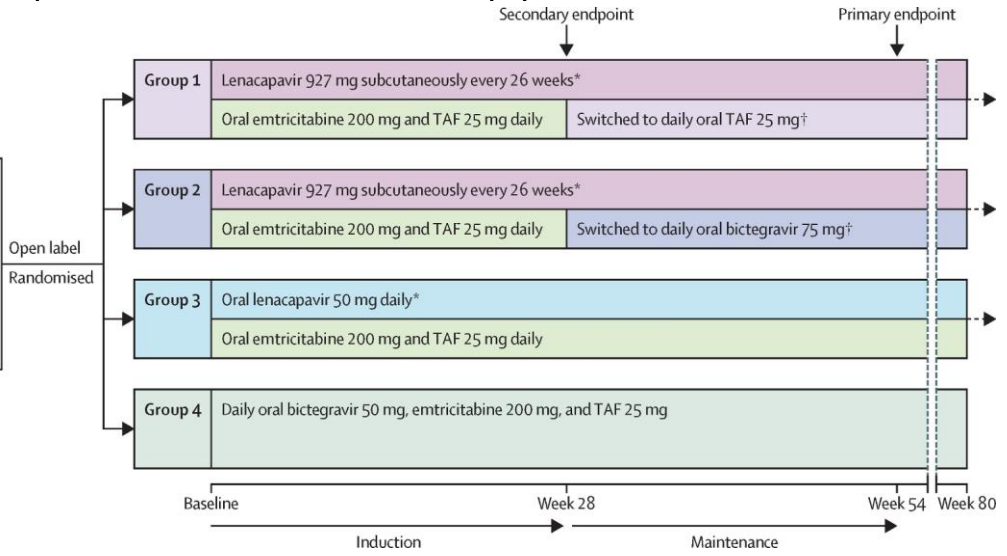 Secondary endpoint
Primary endpoint
Group 1
Lenacapavir 927 mg subcutaneously every 26 weeks*
Oral emtricitabine 200 mg and TAF 25 mg daily
Switched to daily oral TAF 25 mg†
Group 2
Lenacapavir 927 mg subcutaneously every 26 weeks*
Oral emtricitabine 200 mg and TAF 25 mg daily
Switched to daily oral bictegravir 75 mg†
Open label
Randomised
Group 3
Oral lenacapavir 50 mg daily*
Oral emtricitabine 200 mg and TAF 25 mg daily
Group 4
Daily oral bictegravir 50 mg, emtricitabine 200 mg, and TAF 25 mg
Baseline
Week 28
Week 54
Week 80
Induction
Maintenance